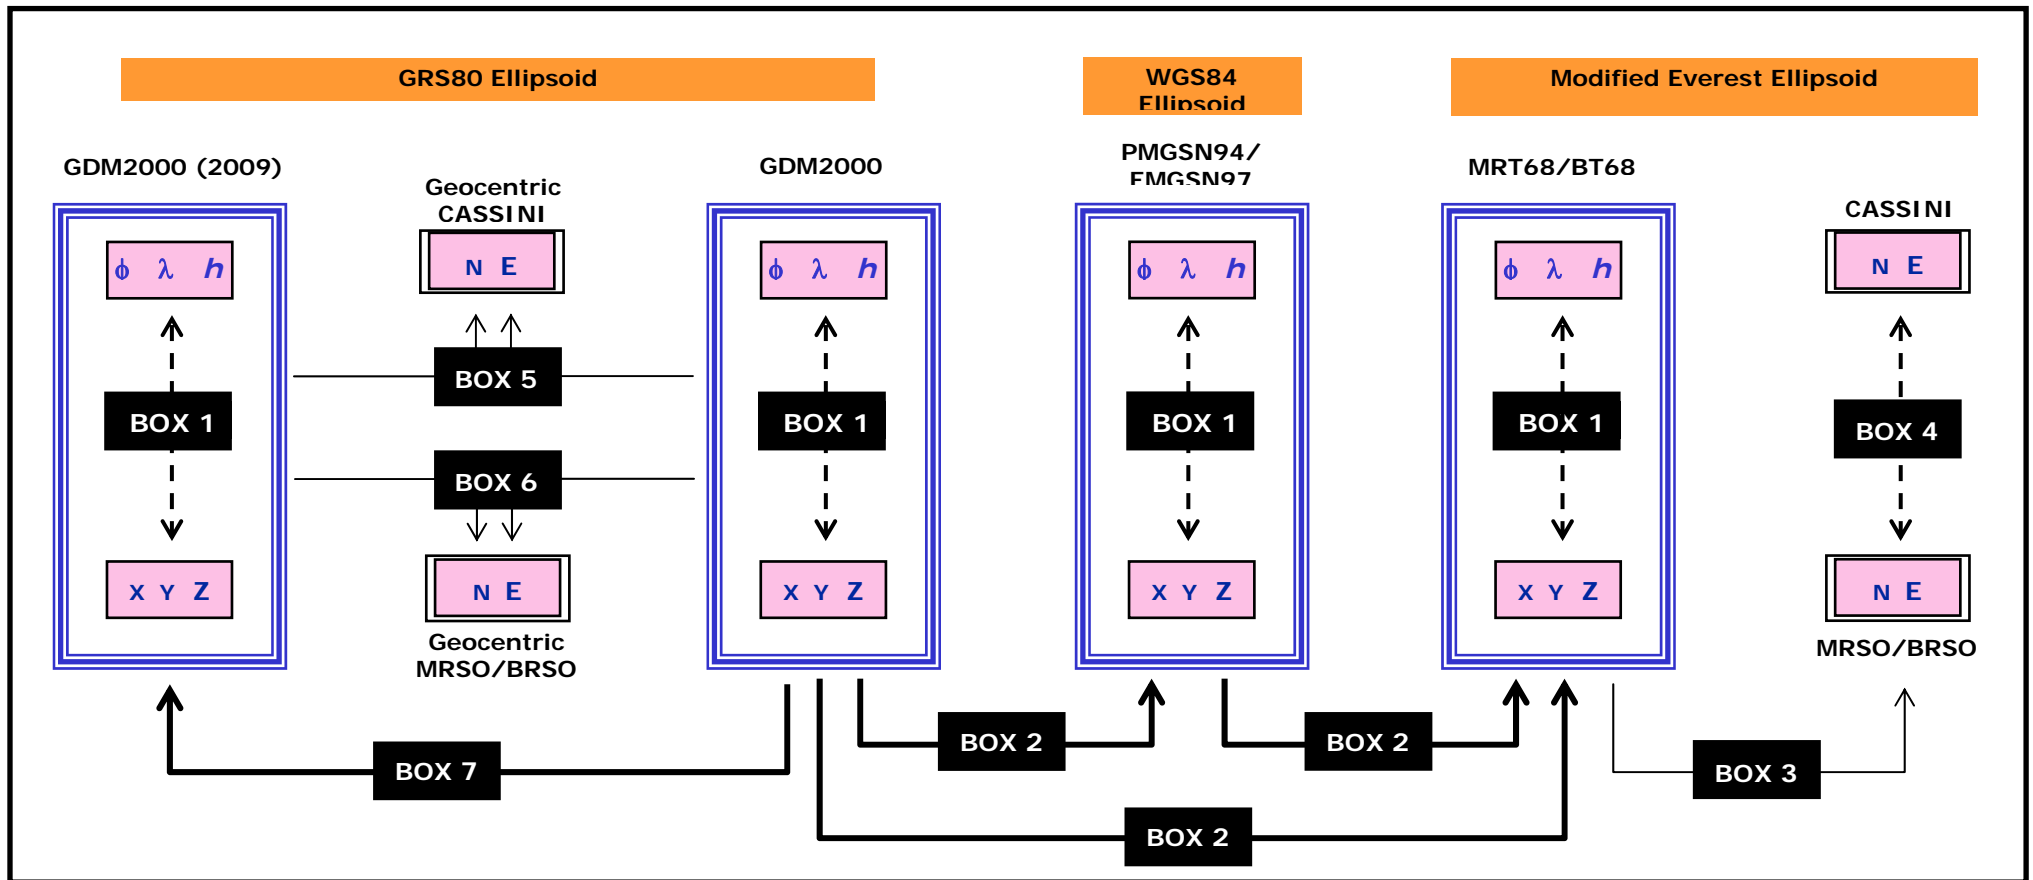 GRS80 Ellipsoid
WGS84
Ellipsoid
Modified Everest Ellipsoid
GDM2000 (2009)
Geocentric
CASSINI
GDM2000
PMGSN94/
EMGSN97
MRT68/BT68
CASSINI
ϕ λ h
N E
ϕ λ h
ϕ λ h
ϕ λ h
N E
BOX 5
BOX 1
BOX 1
BOX 1
BOX 1
BOX 4
BOX 6
X Y Z
N E
X Y Z
X Y Z
X Y Z
N E
Geocentric
MRSO/BRSO
MRSO/BRSO
BOX 7
BOX 2
BOX 2
BOX 3
BOX 2